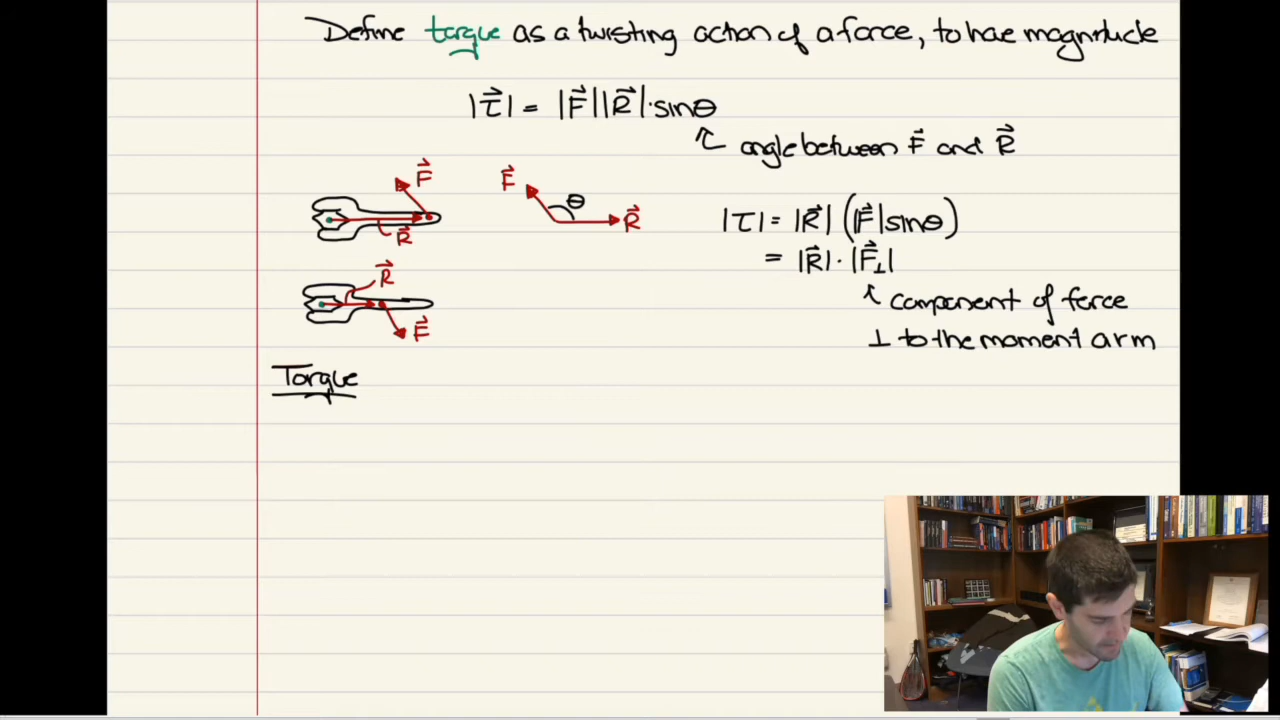 Define torque as a twisting action of a force, to have magnitude
|τ⃗| = |F⃗||R⃗|·sinθ
angle between F⃗ and R⃗
F⃗
R⃗
F⃗
θ
R⃗
|τ| = |R⃗|(|F⃗|sinθ)
= |R⃗|·|F⃗⊥|
component of force
⊥ to the moment arm
R⃗
F⃗
Torque